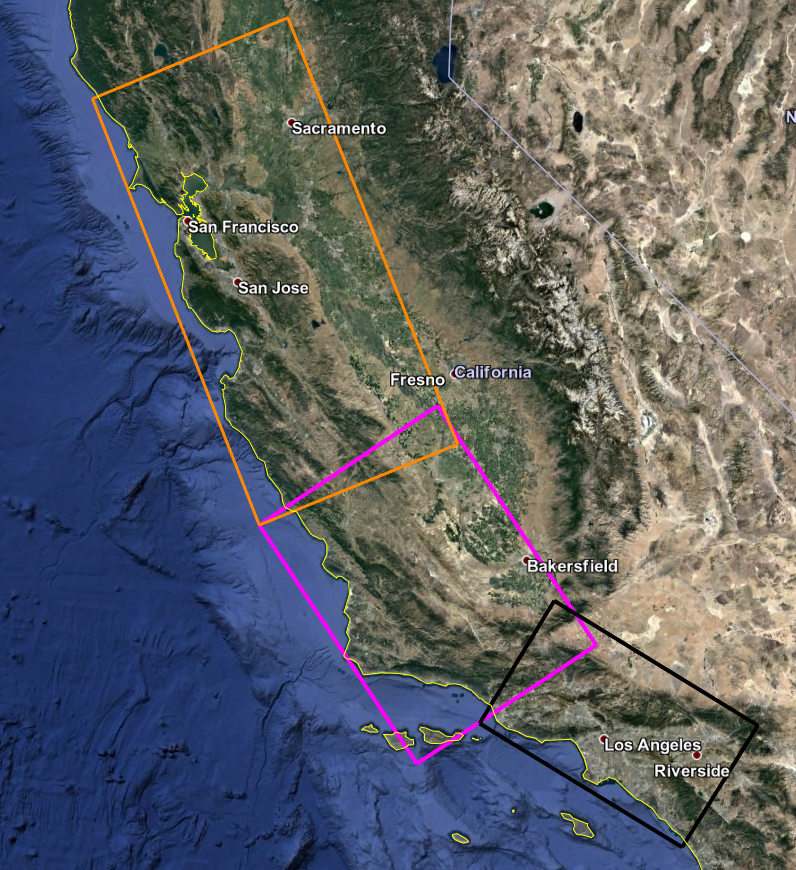 N
Sacramento
San Francisco
San Jose
California
Fresno
Bakersfield
Los Angeles
Riverside